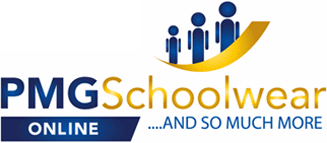 PMGSchoolwear
ONLINE
....AND SO MUCH MORE